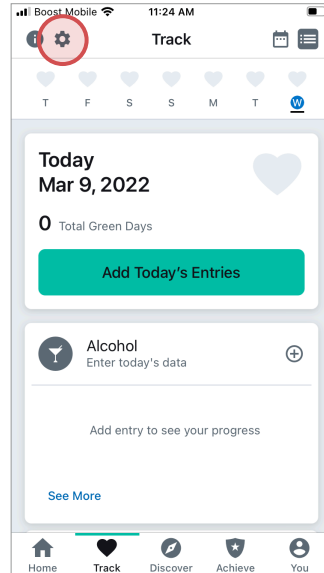 Boost Mobile 11:24 AM
Track
T F S S M T W
Today
Mar 9, 2022
0 Total Green Days
Add Today's Entries
Alcohol
Enter today's data
Add entry to see your progress
See More
Home Track Discover Achieve You